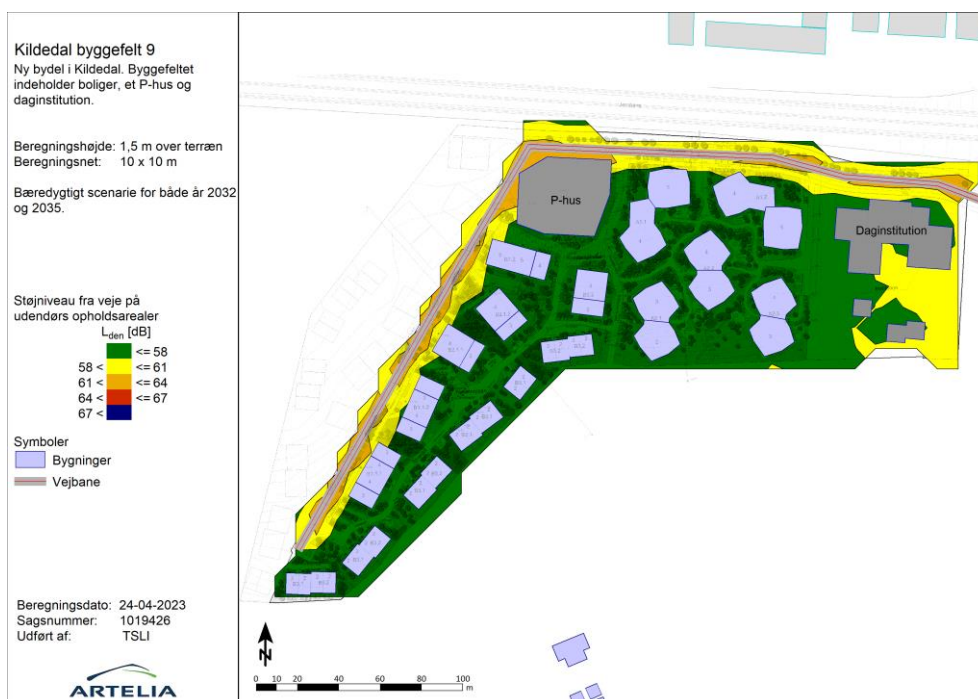 Kildedal byggefelt 9
Ny bydel i Kildedal. Byggefeltet
indeholder boliger, et P-hus og
daginstitution.
Beregningshøjde: 1,5 m over terræn
Beregningsnet: 10 x 10 m
Bæredygtigt scenarie for både år 2032
og 2035.
Støjniveau fra veje på
udendørs opholdsarealer
Lden [dB]
<= 58
58 < <= 61
61 < <= 64
64 < <= 67
67 <
Symboler
Bygninger
Vejbane
Beregningsdato: 24-04-2023
Sagsnummer: 1019426
Udført af: TSLI
ARTELIA
P-hus
Daginstitution
N
0 10 20 40 60 80 100
m